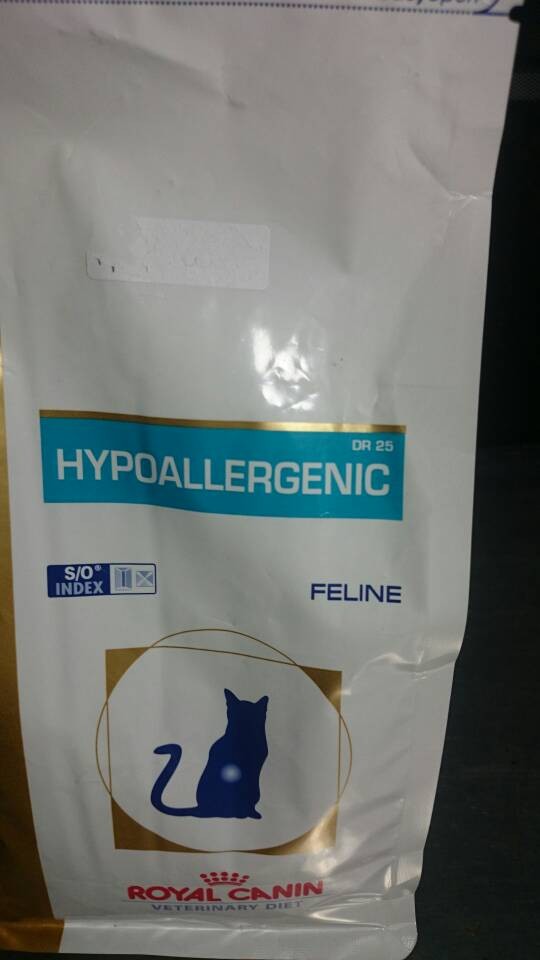 DR 25
HYPOALLERGENIC
S/O®
INDEX
FELINE
ROYAL CANIN
VETERINARY DIET